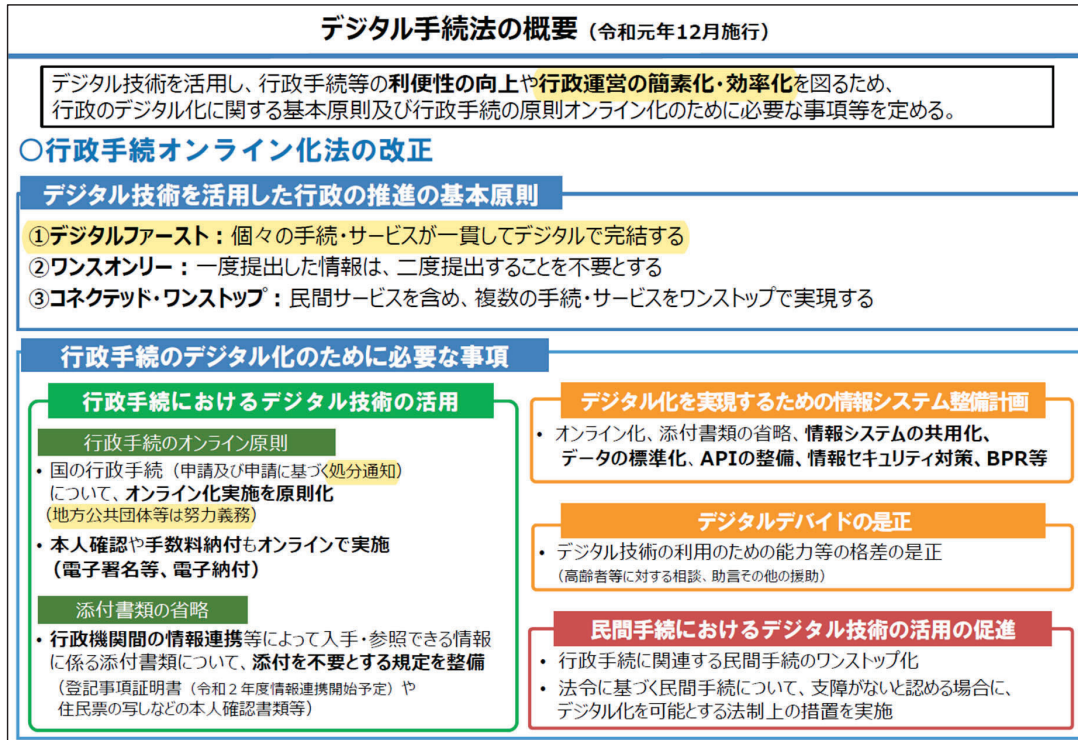 デジタル手続法の概要（令和元年12月施行）
デジタル技術を活用し、行政手続等の利便性の向上や行政運営の簡素化・効率化を図るため、
行政のデジタル化に関する基本原則及び行政手続の原則オンライン化のために必要な事項等を定める。
○行政手続オンライン化法の改正
デジタル技術を活用した行政の推進の基本原則
①デジタルファースト：個々の手続・サービスが一貫してデジタルで完結する
②ワンスオンリー：一度提出した情報は、二度提出することを不要とする
③コネクテッド・ワンストップ：民間サービスを含め、複数の手続・サービスをワンストップで実現する
行政手続のデジタル化のために必要な事項
行政手続におけるデジタル技術の活用
行政手続のオンライン原則
・国の行政手続（申請及び申請に基づく処分通知）
について、オンライン化実施を原則化
（地方公共団体等は努力義務）
・本人確認や手数料納付もオンラインで実施
（電子署名等、電子納付）
添付書類の省略
・行政機関間の情報連携等によって入手・参照できる情報
に係る添付書類について、添付を不要とする規定を整備
（登記事項証明書（令和２年度情報連携開始予定）や
住民票の写しなどの本人確認書類等）
デジタル化を実現するための情報システム整備計画
・オンライン化、添付書類の省略、情報システムの共用化、
データの標準化、APIの整備、情報セキュリティ対策、BPR等
デジタルデバイドの是正
・デジタル技術の利用のための能力等の格差の是正
（高齢者等に対する相談、助言その他の援助）
民間手続におけるデジタル技術の活用の促進
・行政手続に関連する民間手続のワンストップ化
・法令に基づく民間手続について、支障がないと認める場合に、
デジタル化を可能とする法制上の措置を実施